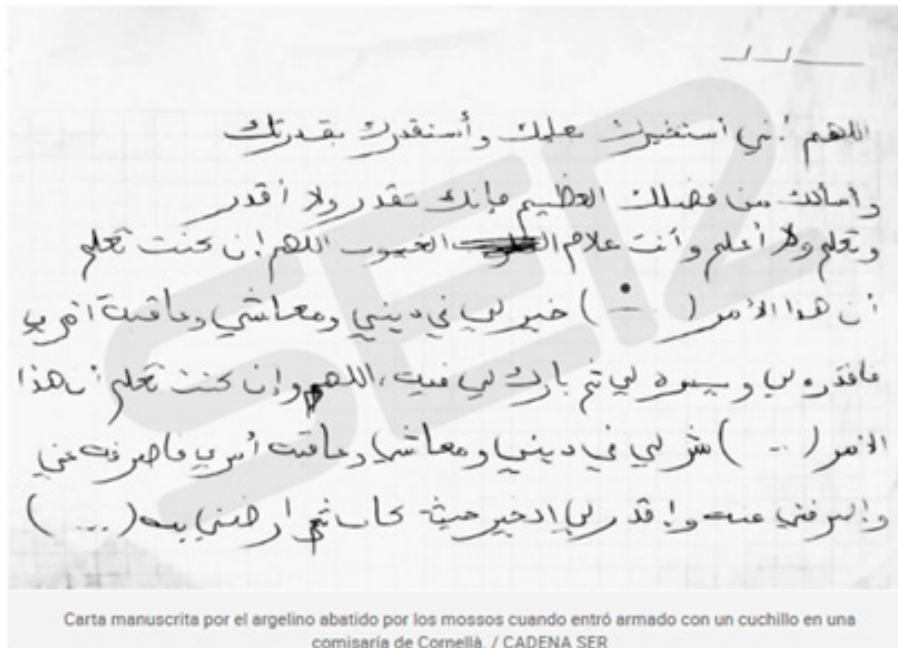 اللهم إني أستخيرك بعلمك وأستقدرك بقدرتك
وأسألك من فضلك العظيم فإنك تقدر ولا أقدر
وتعلم ولا أعلم وأنت علام الغيوب اللهم إن كنت تعلم
أن هذا الأمر ( ... ) خير لي في ديني ومعاشي وعاقبة أمري
فاقدره لي ويسره لي ثم بارك لي فيه، اللهم وإن كنت تعلم أن هذا
الأمر ( .. ) شر لي في ديني ومعاشي وعاقبة أمري فاصرفه عني
واصرفني عنه واقدر لي الخير حيث كان ثم ارضني به ( ... )
SER
Carta manuscrita por el argelino abatido por los mossos cuando entró armado con un cuchillo en una
comisaría de Cornellà. / CADENA SER